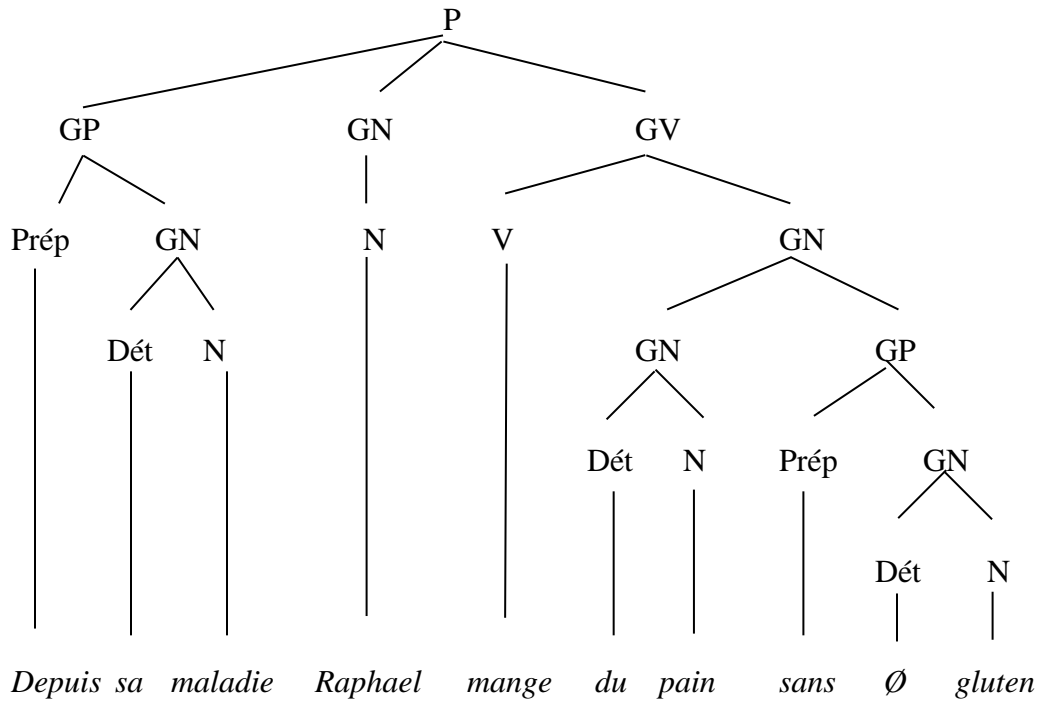 P
GP GN GV
Prép GN N V GN
Dét N GN GP
Dét N Prép GN
Dét N
Depuis sa maladie Raphael mange du pain sans Ø gluten